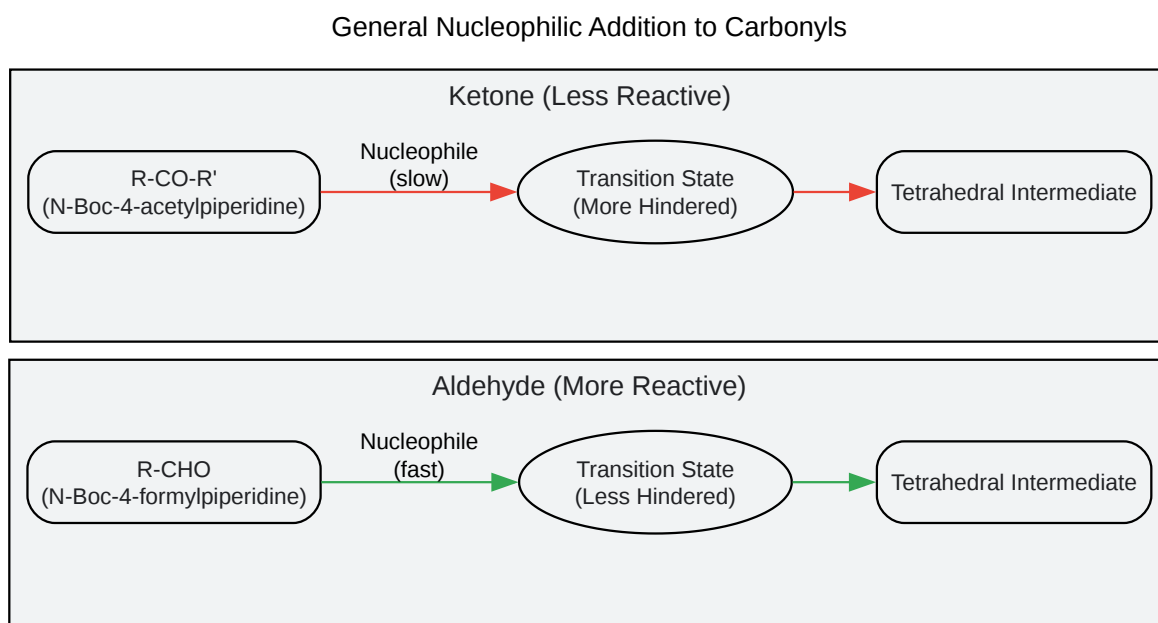 General Nucleophilic Addition to Carbonyls
Ketone (Less Reactive)
R-CO-R'
(N-Boc-4-acetylpiperidine)
Nucleophile
(slow)
Transition State
(More Hindered)
Tetrahedral Intermediate
Aldehyde (More Reactive)
R-CHO
(N-Boc-4-formylpiperidine)
Nucleophile
(fast)
Transition State
(Less Hindered)
Tetrahedral Intermediate